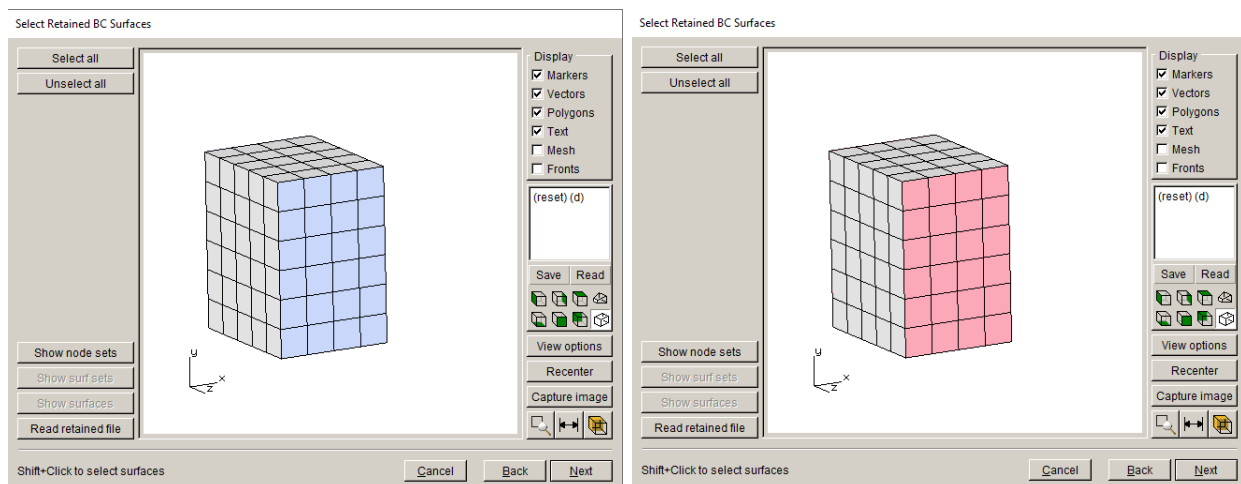 Select Retained BC Surfaces
Select all
Unselect all
Display
Markers
Vectors
Polygons
Text
Mesh
Fronts
(reset) (d)
Save Read
y
x
z
Show node sets
Show surf sets
Show surfaces
Read retained file
View options
Recenter
Capture image
Shift+Click to select surfaces
Cancel Back Next
Select Retained BC Surfaces
Select all
Unselect all
Display
Markers
Vectors
Polygons
Text
Mesh
Fronts
(reset) (d)
Save Read
y
x
z
Show node sets
Show surf sets
Show surfaces
Read retained file
View options
Recenter
Capture image
Shift+Click to select surfaces
Cancel Back Next